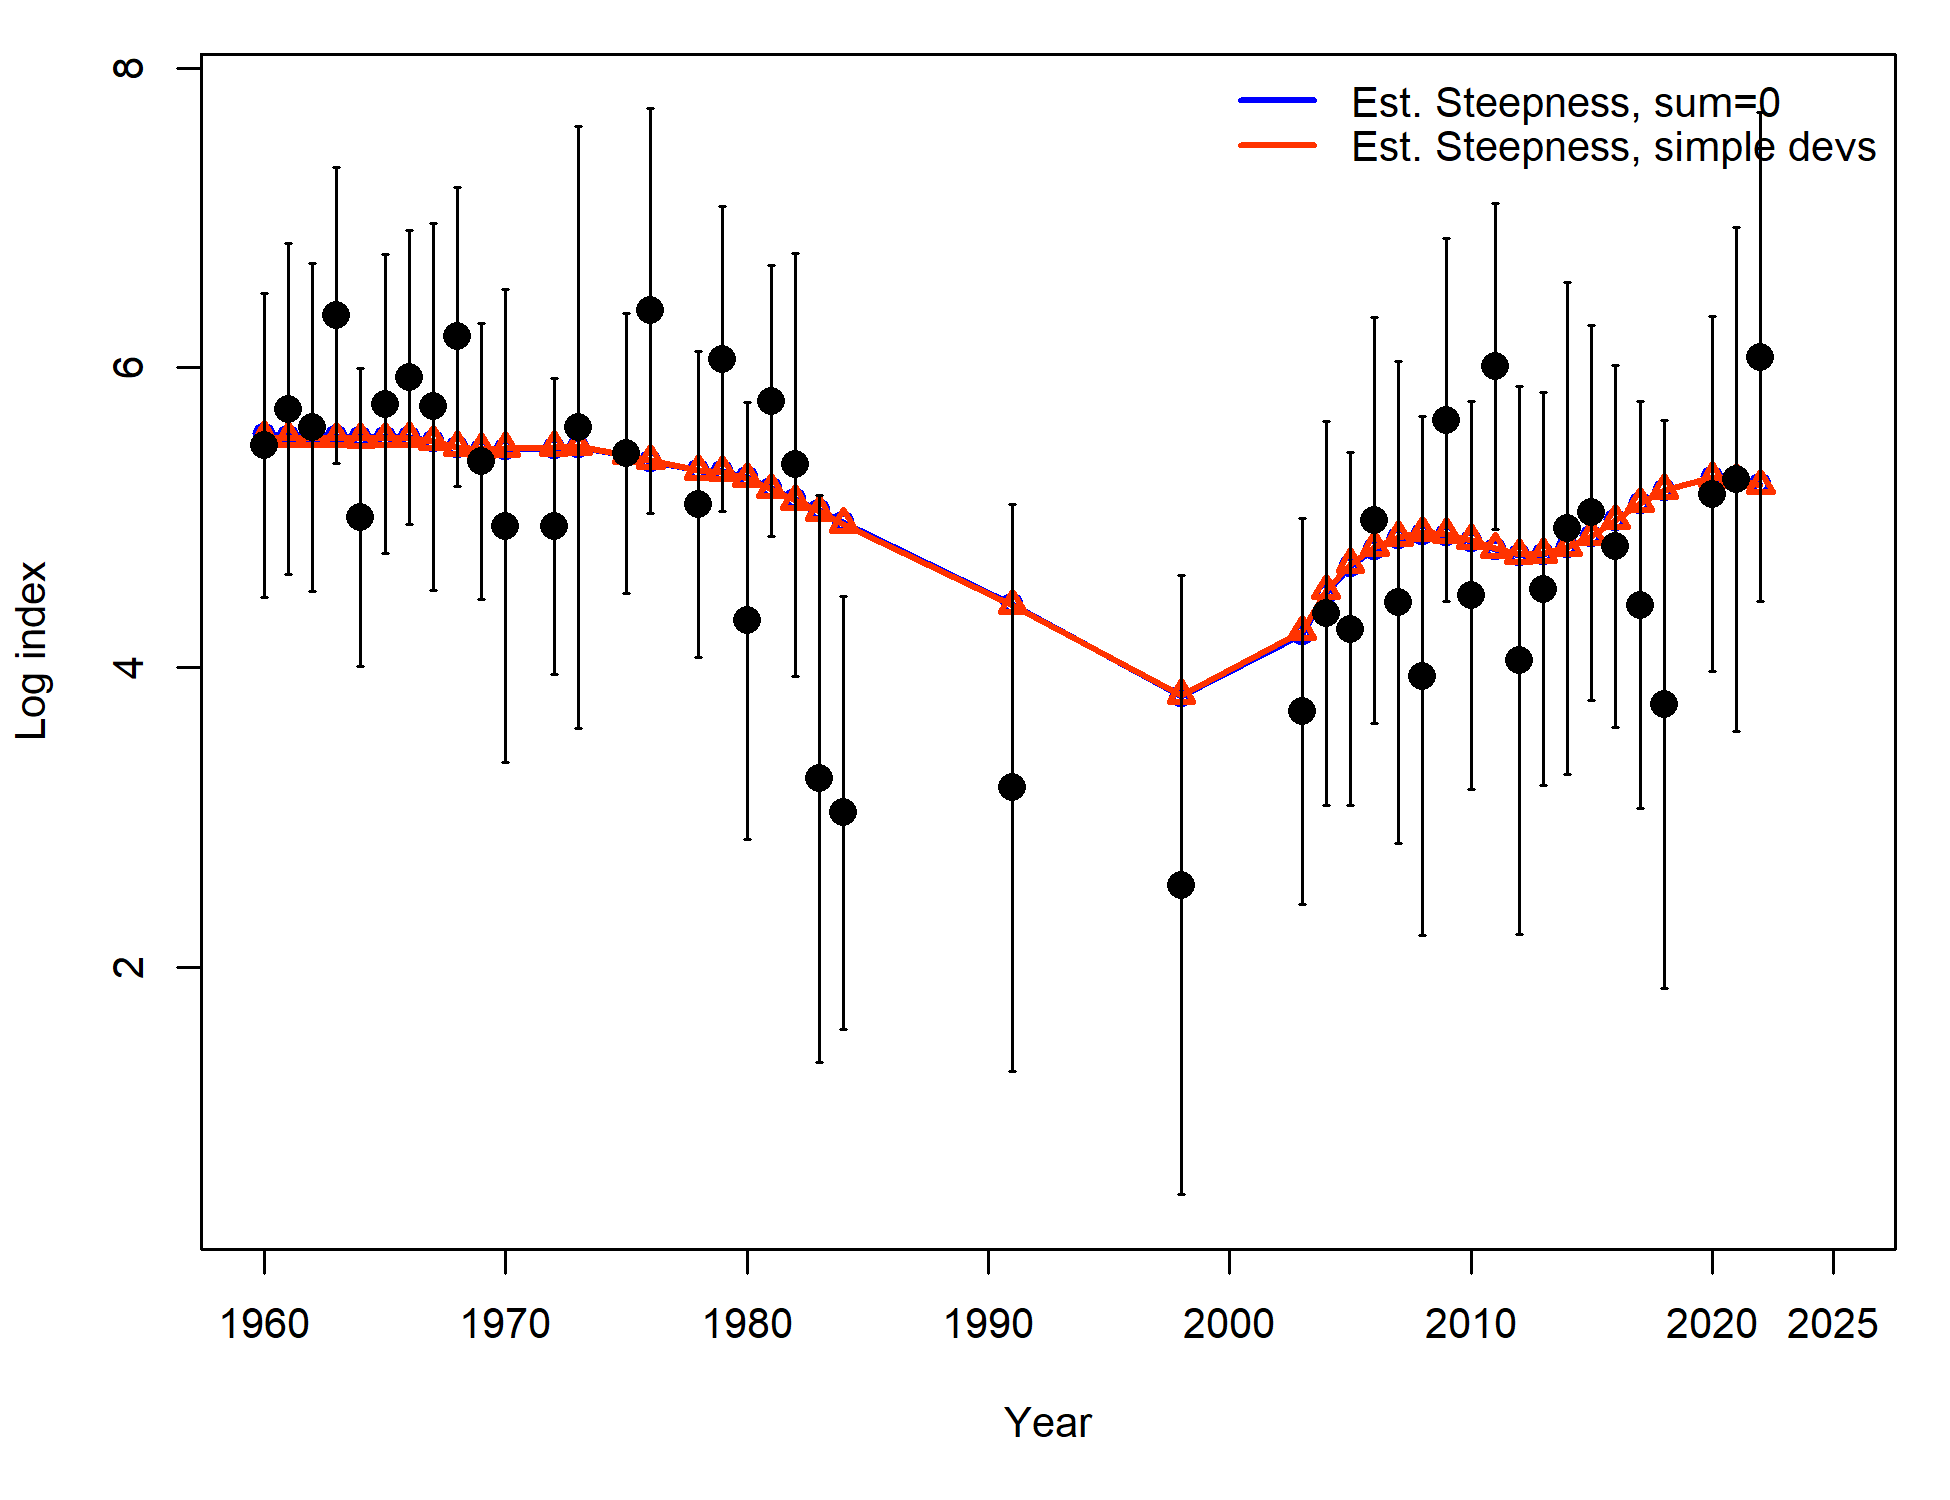 Est. Steepness, sum=0
Est. Steepness, simple devs
8
6
4
2
Log index
1960 1970 1980 1990 2000 2010 2020 2025
Year